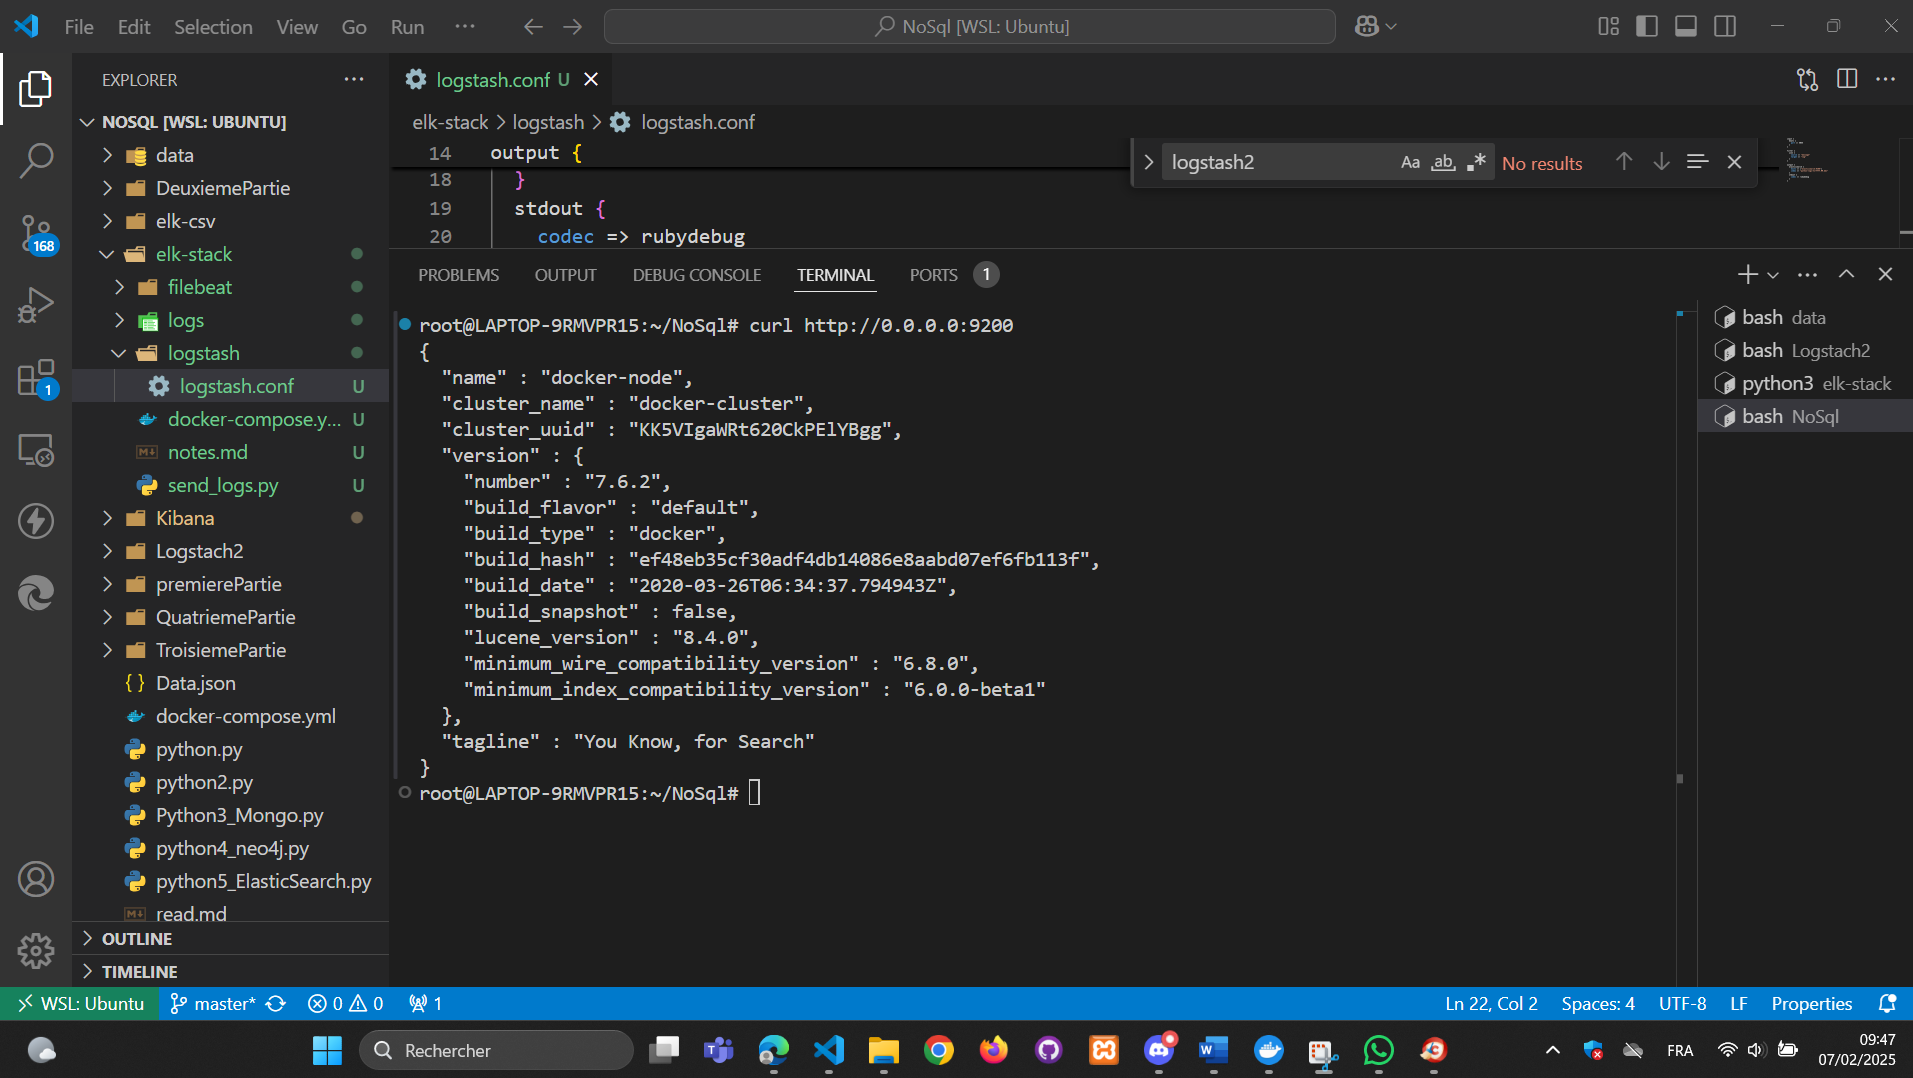 File Edit Selection View Go Run
NoSql [WSL: Ubuntu]
EXPLORER
NOSQL [WSL: UBUNTU]
data
DeuxiemePartie
elk-csv
elk-stack
filebeat
logs
logstash
logstash.conf U
docker-compose.y... U
notes.md U
send_logs.py U
Kibana
Logstach2
premierePartie
QuatriemePartie
TroisiemePartie
Data.json
docker-compose.yml
python.py
python2.py
Python3_Mongo.py
python4_neo4j.py
python5_ElasticSearch.py
read.md
OUTLINE
TIMELINE
168
1
logstash.conf U
elk-stack > logstash > logstash.conf
14 output {
18 }
19 stdout {
20 codec => rubydebug
logstash2 Aa ab .* No results
PROBLEMS OUTPUT DEBUG CONSOLE TERMINAL PORTS 1
root@LAPTOP-9RMVPR15:~/NoSql# curl http://0.0.0.0:9200
{
"name" : "docker-node",
"cluster_name" : "docker-cluster",
"cluster_uuid" : "KK5VIgaWRt620CkPElYBgg",
"version" : {
"number" : "7.6.2",
"build_flavor" : "default",
"build_type" : "docker",
"build_hash" : "ef48eb35cf30adf4db14086e8aabd07ef6fb113f",
"build_date" : "2020-03-26T06:34:37.794943Z",
"build_snapshot" : false,
"lucene_version" : "8.4.0",
"minimum_wire_compatibility_version" : "6.8.0",
"minimum_index_compatibility_version" : "6.0.0-beta1"
},
"tagline" : "You Know, for Search"
}
root@LAPTOP-9RMVPR15:~/NoSql#
bash data
bash Logstach2
python3 elk-stack
bash NoSql
WSL: Ubuntu master* 0 0 1
Ln 22, Col 2 Spaces: 4 UTF-8 LF Properties
Rechercher
FRA
09:47
07/02/2025